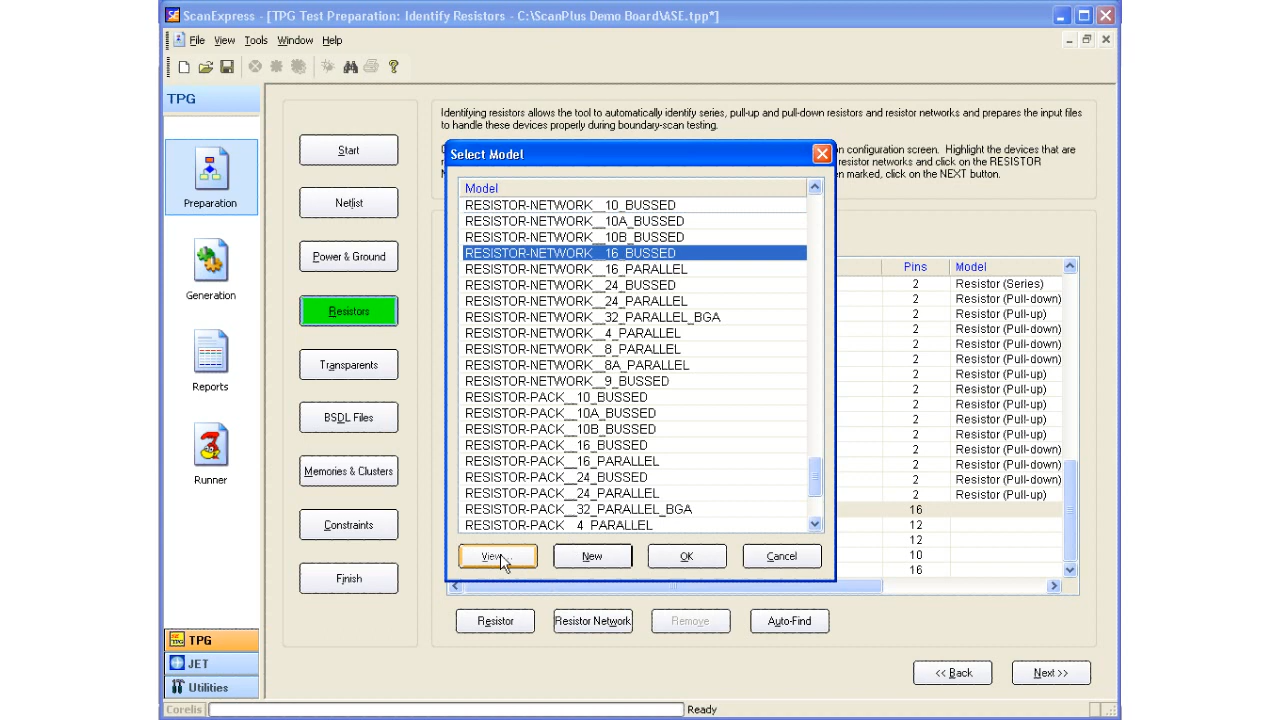 ScanExpress - [TPG Test Preparation: Identify Resistors - C:\ScanPlus Demo Board\ASE.tpp*]
File View Tools Window Help
TPG
Preparation
Generation
Reports
Runner
TPG
JET
Utilities
Start
Netlist
Power & Ground
Resistors
Transparents
BSDL Files
Memories & Clusters
Constraints
Finish
Identifying resistors allows the tool to automatically identify series, pull-up and pull-down resistors and resistor networks and prepares the input files
to handle these devices properly during boundary-scan testing.
on configuration screen. Highlight the devices that are
resistor networks and click on the RESISTOR
en marked, click on the NEXT button.
Select Model
Model
RESISTOR-NETWORK__10_BUSSED
RESISTOR-NETWORK__10A_BUSSED
RESISTOR-NETWORK__10B_BUSSED
RESISTOR-NETWORK__16_BUSSED
RESISTOR-NETWORK__16_PARALLEL
RESISTOR-NETWORK__24_BUSSED
RESISTOR-NETWORK__24_PARALLEL
RESISTOR-NETWORK__32_PARALLEL_BGA
RESISTOR-NETWORK__4_PARALLEL
RESISTOR-NETWORK__8_PARALLEL
RESISTOR-NETWORK__8A_PARALLEL
RESISTOR-NETWORK__9_BUSSED
RESISTOR-PACK__10_BUSSED
RESISTOR-PACK__10A_BUSSED
RESISTOR-PACK__10B_BUSSED
RESISTOR-PACK__16_BUSSED
RESISTOR-PACK__16_PARALLEL
RESISTOR-PACK__24_BUSSED
RESISTOR-PACK__24_PARALLEL
RESISTOR-PACK__32_PARALLEL_BGA
RESISTOR-PACK__4_PARALLEL
View... New OK Cancel
Pins Model
2 Resistor (Series)
2 Resistor (Pull-down)
2 Resistor (Pull-up)
2 Resistor (Pull-down)
2 Resistor (Pull-down)
2 Resistor (Pull-down)
2 Resistor (Pull-up)
2 Resistor (Pull-up)
2 Resistor (Pull-up)
2 Resistor (Pull-up)
2 Resistor (Pull-up)
2 Resistor (Pull-down)
2 Resistor (Pull-down)
2 Resistor (Pull-down)
2 Resistor (Pull-up)
16
12
12
10
16
Resistor Resistor Network Remove Auto-Find
<< Back Next >>
Corelis Ready